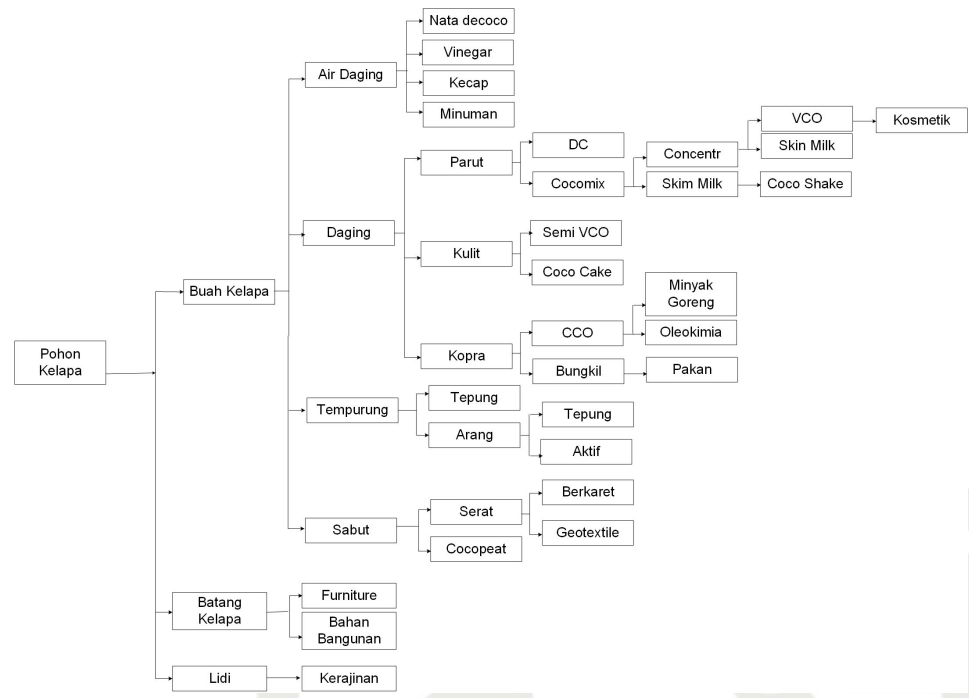 Nata decoco
Vinegar
Air Daging
Kecap
Minuman
VCO
Kosmetik
DC
Concentr
Skin Milk
Parut
Cocomix
Skim Milk
Coco Shake
Daging
Semi VCO
Kulit
Coco Cake
Buah Kelapa
Minyak
Goreng
CCO
Oleokimia
Pohon
Kelapa
Kopra
Bungkil
Pakan
Tempurung
Tepung
Tepung
Arang
Aktif
Berkaret
Serat
Sabut
Geotextile
Cocopeat
Batang
Kelapa
Furniture
Bahan
Bangunan
Lidi
Kerajinan